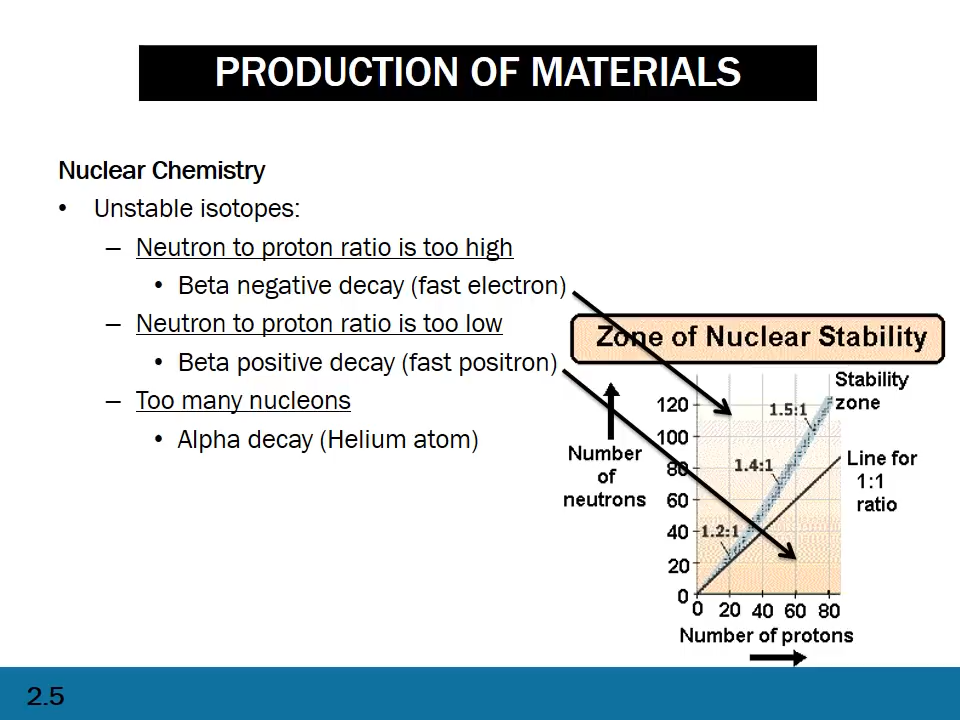 PRODUCTION OF MATERIALS
Nuclear Chemistry
• Unstable isotopes:
– Neutron to proton ratio is too high
• Beta negative decay (fast electron)
– Neutron to proton ratio is too low
• Beta positive decay (fast positron)
– Too many nucleons
• Alpha decay (Helium atom)
Zone of Nuclear Stability
Stability
zone
120
100
80
60
40
20
0
1.5:1
1.4:1
1.2:1
Number
of
neutrons
Line for
1:1
ratio
0 20 40 60 80
Number of protons
2.5